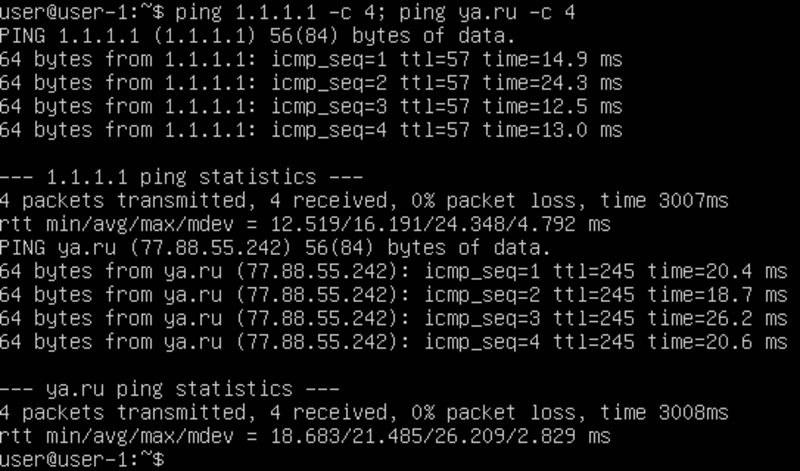 user@user-1:~$ ping 1.1.1.1 -c 4; ping ya.ru -c 4
PING 1.1.1.1 (1.1.1.1) 56(84) bytes of data.
64 bytes from 1.1.1.1: icmp_seq=1 ttl=57 time=14.9 ms
64 bytes from 1.1.1.1: icmp_seq=2 ttl=57 time=24.3 ms
64 bytes from 1.1.1.1: icmp_seq=3 ttl=57 time=12.5 ms
64 bytes from 1.1.1.1: icmp_seq=4 ttl=57 time=13.0 ms
--- 1.1.1.1 ping statistics ---
4 packets transmitted, 4 received, 0% packet loss, time 3007ms
rtt min/avg/max/mdev = 12.519/16.191/24.348/4.792 ms
PING ya.ru (77.88.55.242) 56(84) bytes of data.
64 bytes from ya.ru (77.88.55.242): icmp_seq=1 ttl=245 time=20.4 ms
64 bytes from ya.ru (77.88.55.242): icmp_seq=2 ttl=245 time=18.7 ms
64 bytes from ya.ru (77.88.55.242): icmp_seq=3 ttl=245 time=26.2 ms
64 bytes from ya.ru (77.88.55.242): icmp_seq=4 ttl=245 time=20.6 ms
--- ya.ru ping statistics ---
4 packets transmitted, 4 received, 0% packet loss, time 3008ms
rtt min/avg/max/mdev = 18.683/21.485/26.209/2.829 ms
user@user-1:~$